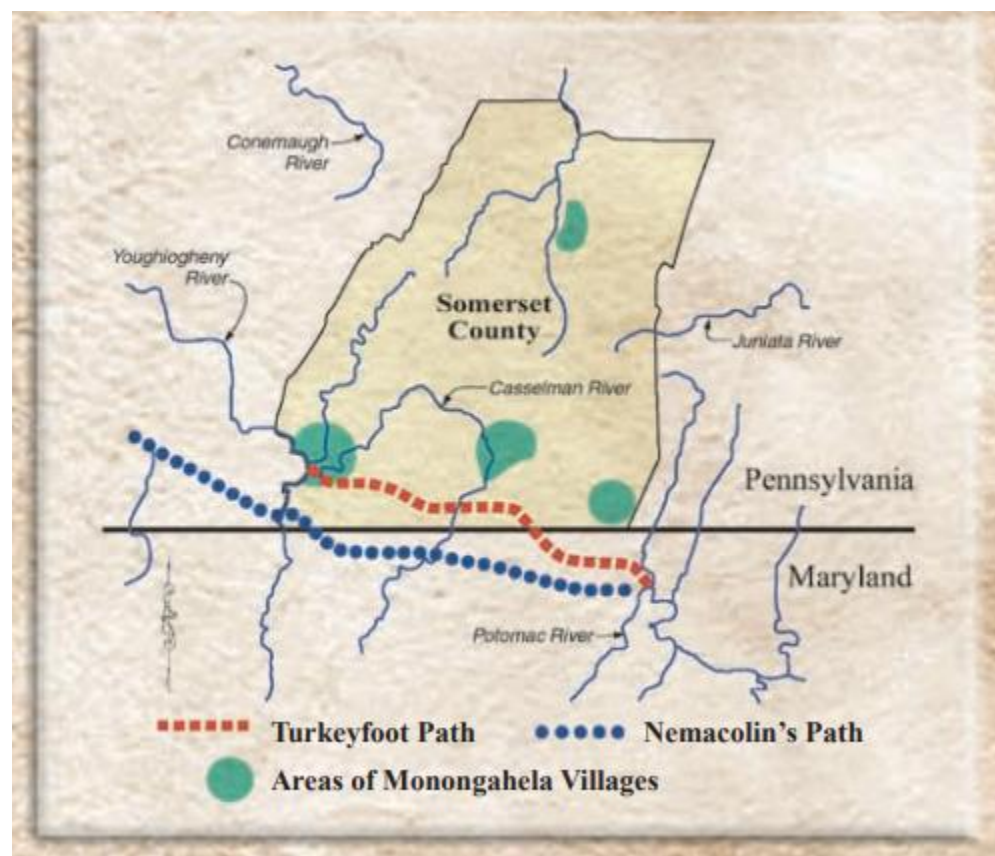 Conemaugh
River
Youghiogheny
River
Somerset
County
Juniata River
Casselman River
Pennsylvania
Maryland
Potomac River
Turkeyfoot Path
Nemacolin's Path
Areas of Monongahela Villages